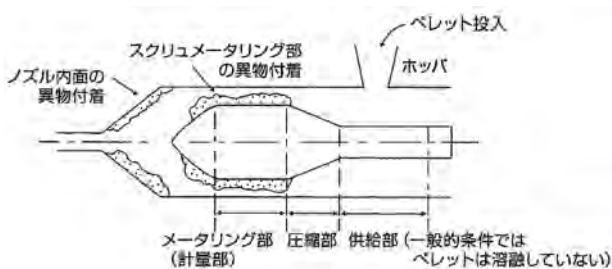 ペレット投入
スクリュメータリング部
の異物付着
ホッパ
ノズル内面の
異物付着
メータリング部
(計量部)
圧縮部
供給部(一般的条件では
ペレットは溶融していない)